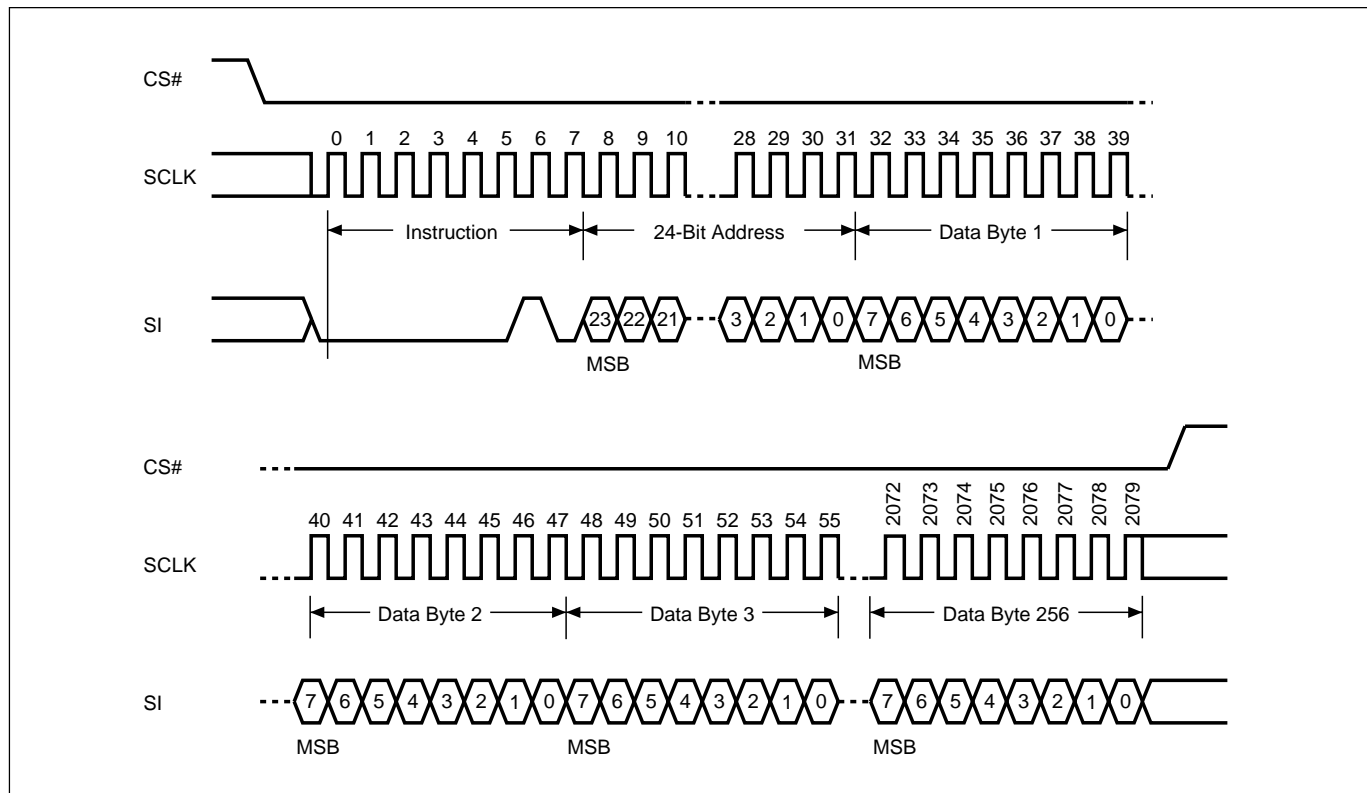 CS#
0 1 2 3 4 5 6 7 8 9 10 28 29 30 31 32 33 34 35 36 37 38 39
SCLK
Instruction 24-Bit Address Data Byte 1
SI 23 22 21 3 2 1 0 7 6 5 4 3 2 1 0
MSB MSB
CS#
2072 2073 2074 2075 2076 2077 2078 2079
40 41 42 43 44 45 46 47 48 49 50 51 52 53 54 55
SCLK
Data Byte 2 Data Byte 3 Data Byte 256
SI 7 6 5 4 3 2 1 0 7 6 5 4 3 2 1 0 7 6 5 4 3 2 1 0
MSB MSB MSB